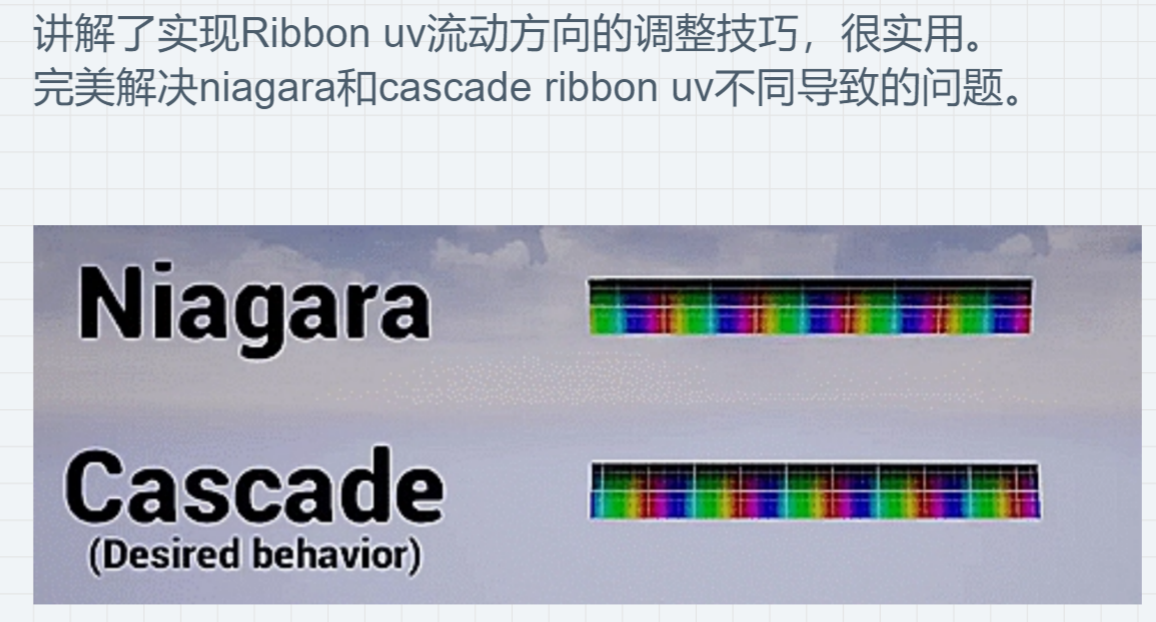 讲解了实现Ribbon uv流动方向的调整技巧，很实用。
完美解决niagara和cascade ribbon uv不同导致的问题。
Niagara
Cascade
(Desired behavior)